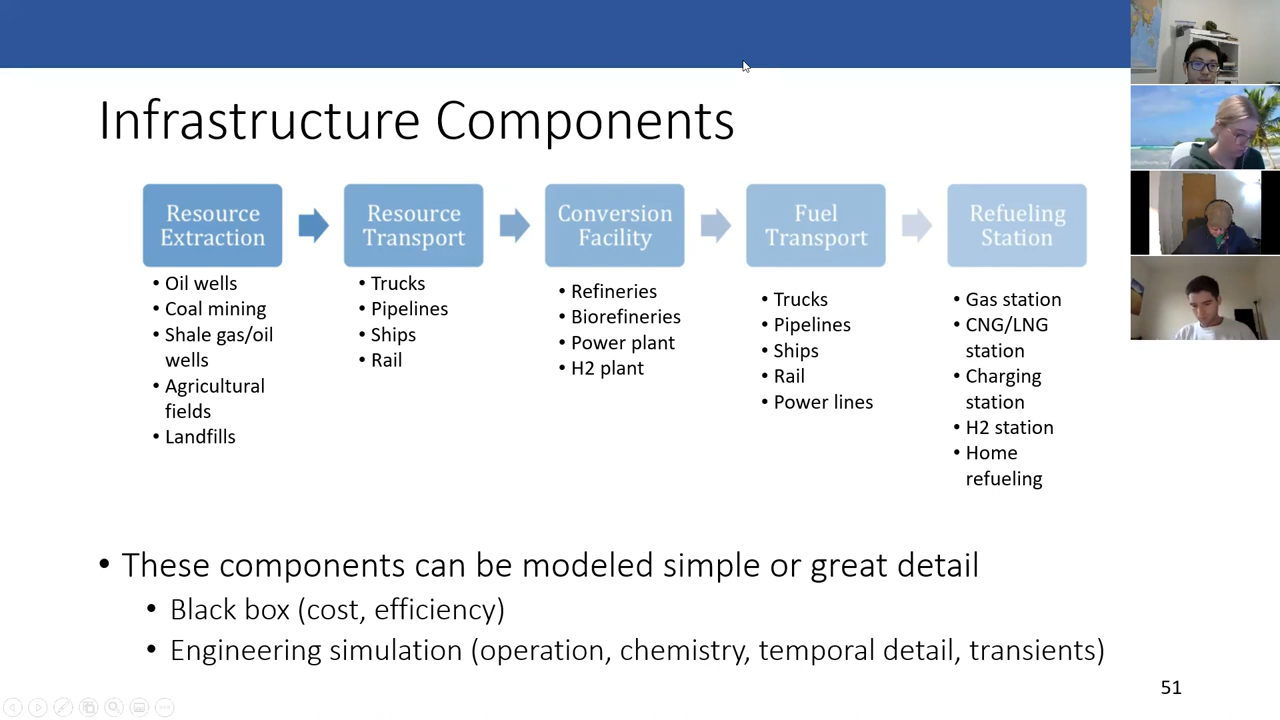 Infrastructure Components
Resource
Extraction
Resource
Transport
Conversion
Facility
Fuel
Transport
Refueling
Station
• Oil wells
• Coal mining
• Shale gas/oil
wells
• Agricultural
fields
• Landfills
• Trucks
• Pipelines
• Ships
• Rail
• Refineries
• Biorefineries
• Power plant
• H2 plant
• Trucks
• Pipelines
• Ships
• Rail
• Power lines
• Gas station
• CNG/LNG
station
• Charging
station
• H2 station
• Home
refueling
• These components can be modeled simple or great detail
• Black box (cost, efficiency)
• Engineering simulation (operation, chemistry, temporal detail, transients)
51